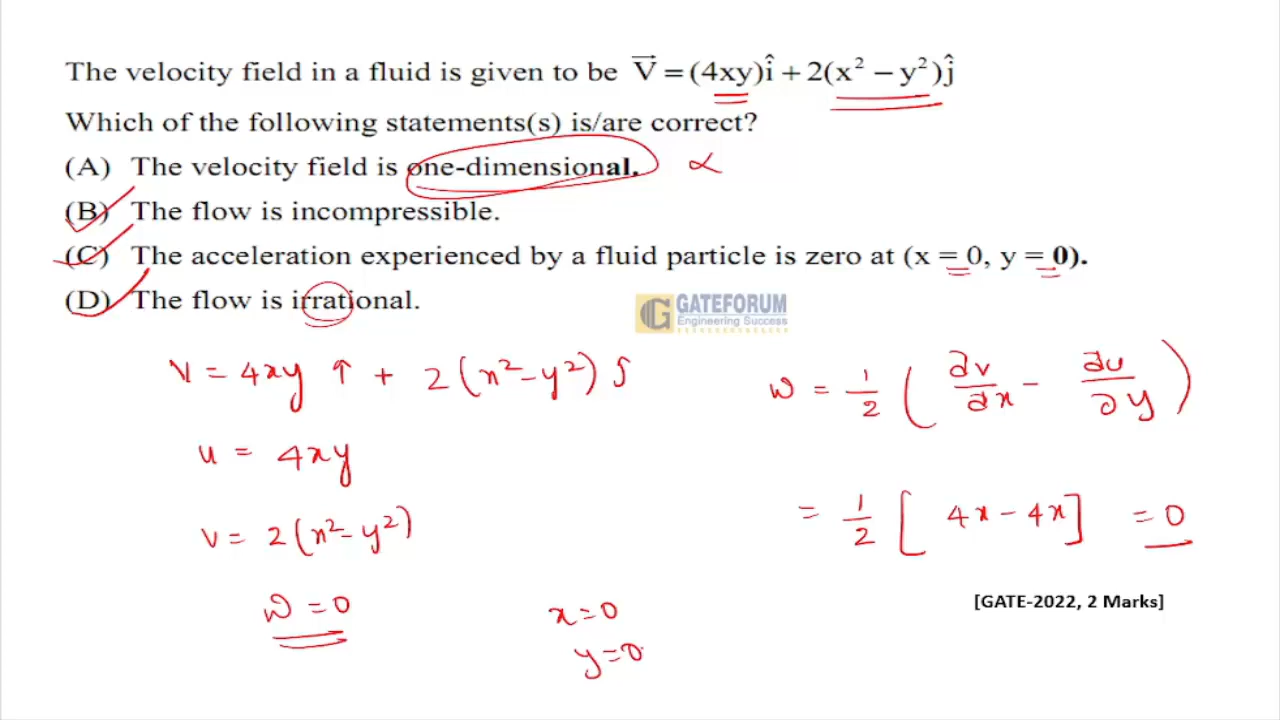 The velocity field in a fluid is given to be V⃗ = (4xy)î + 2(x² − y²)ĵ
Which of the following statements(s) is/are correct?
(A) The velocity field is one-dimensional. ∝
(B) The flow is incompressible.
(C) The acceleration experienced by a fluid particle is zero at (x = 0, y = 0).
(D) The flow is irrational.
GATEFORUM
Engineering Success
V = 4xy î + 2(x² − y²) ĵ
u = 4xy
v = 2(x² − y²)
ω = 0
x = 0
y = 0
ω = 1/2 (∂v/∂x − ∂u/∂y)
= 1/2 [4x − 4x] = 0
[GATE-2022, 2 Marks]